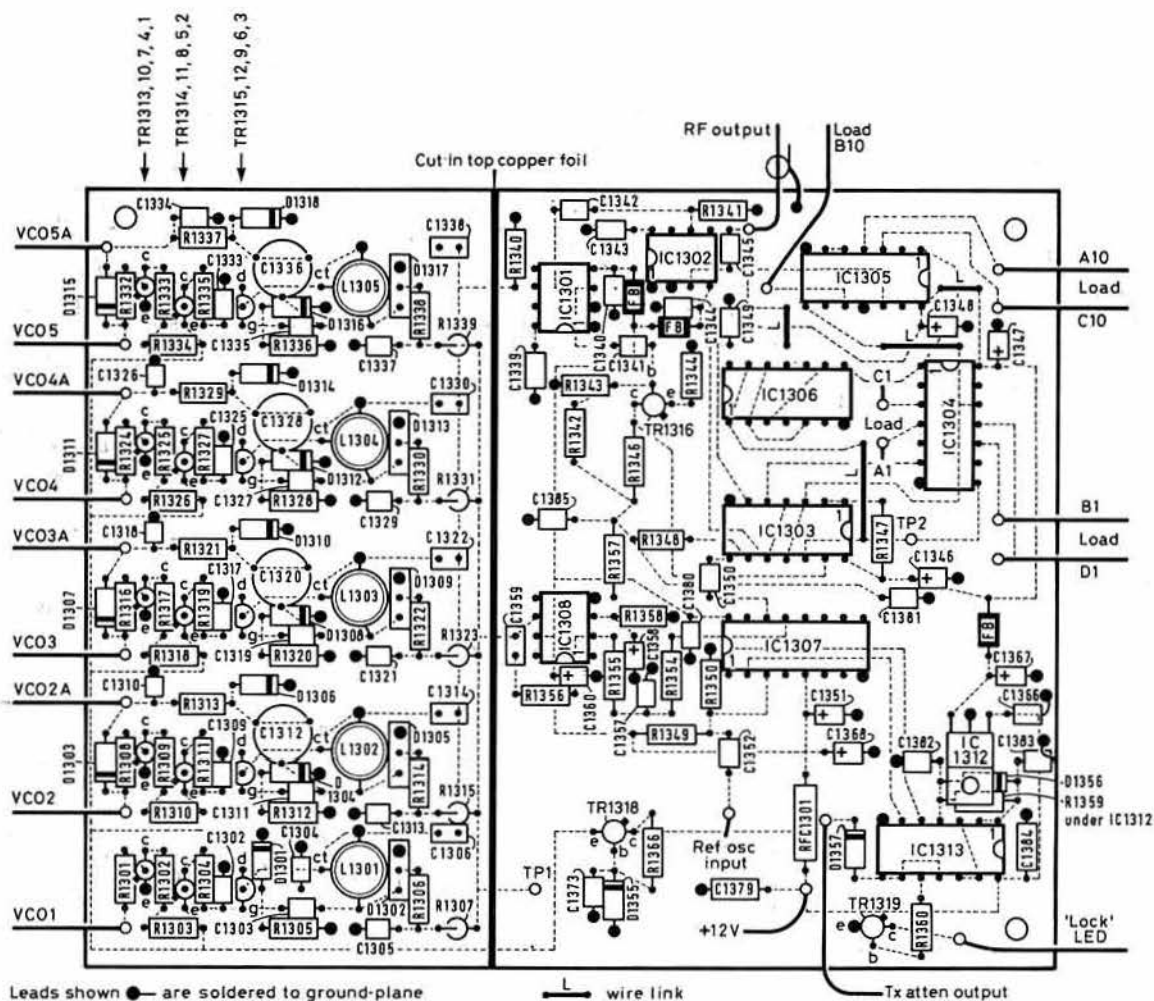 TR1313, 10, 7, 4, 1
TR1314, 11, 8, 5, 2
TR1315, 12, 9, 6, 3
RF output
Load
B10
Cut in top copper foil
C1334
D1318
R1337
C1333
C1338
VCO5A
D1315
R1332
R1333
R1335
c
c
d
e
e
g
C1336
ct
L1305
D1317
R1338
D1316
R1339
VCO5
R1334
C1335
R1336
C1337
C1326
D1314
VCO4A
R1329
C1325
C1330
D1311
R1324
R1325
R1327
c
c
d
e
e
g
C1328
ct
L1304
D1313
R1330
D1312
R1331
VCO4
R1326
C1327
R1328
C1329
C1318
D1310
VCO3A
R1321
C1317
C1322
D1307
R1316
R1317
R1319
c
c
d
e
e
g
C1320
ct
L1303
D1309
R1322
D1308
R1323
VCO3
R1318
C1319
R1320
C1321
C1310
D1306
VCO2A
R1313
C1309
C1314
D1303
R1308
R1309
R1311
c
c
d
e
e
g
C1312
ct
L1302
D1305
R1314
D
1304
R1315
VCO2
R1310
C1311
R1312
C1313
C1302
C1304
C1306
R1301
R1302
R1304
c
c
d
e
e
g
D1301
ct
L1301
D1302
R1306
R1307
VCO1
R1303
C1303
R1305
C1305
TP1
R1340
C1342
C1343
R1341
C1345
IC1302
IC1301
FB
FB
C1344
C1349
C1340
C1341
C1339
R1343
R1344
b
c
e
TR1316
R1342
R1346
IC1305
1
L
L
L
L
C1348
C1347
A10
Load
C10
IC1306
1
C1
Load
A1
IC1304
1
C1385
R1357
R1348
IC1303
1
R1347
TP2
C1346
C1381
B1
Load
D1
C1350
C1380
C1359
IC1308
R1358
C1358
R1355
R1354
R1350
IC1307
1
FB
R1356
C1360
C1357
R1349
C1352
C1351
C1368
C1367
C1366
C1382
IC
1312
C1383
D1356
R1359
under IC1312
TR1318
e
b
c
R1366
C1373
D1355
Ref osc
input
RFC1301
C1379
+12V
D1357
IC1313
C1384
TR1319
e
c
b
R1360
'Lock'
LED
Tx atten output
Leads shown
are soldered to ground-plane
L
wire link